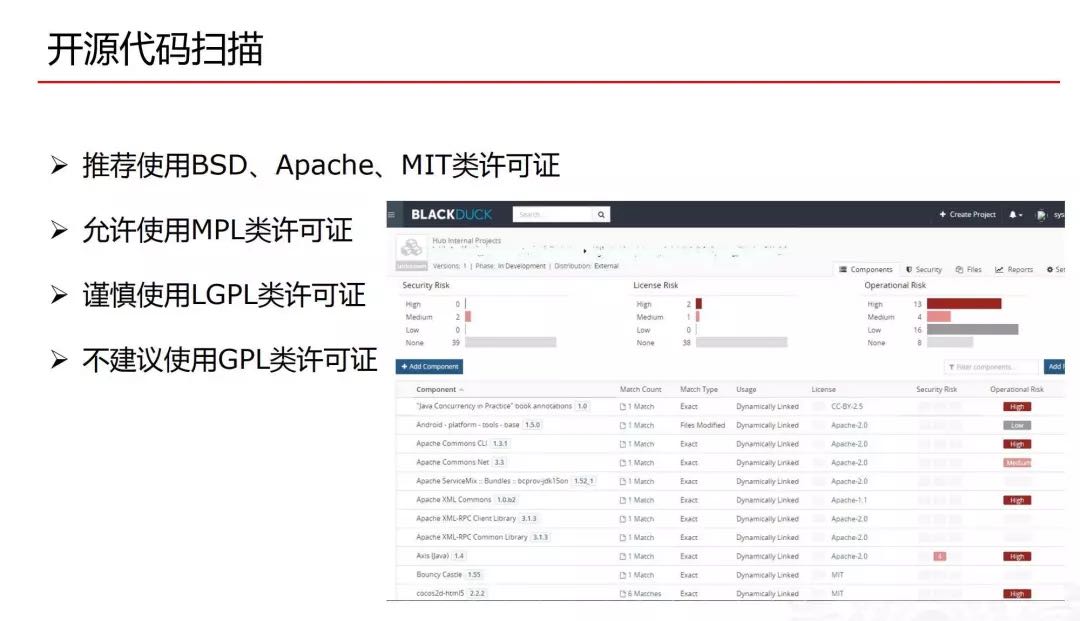 开源代码扫描
➢ 推荐使用BSD、Apache、MIT类许可证
➢ 允许使用MPL类许可证
➢ 谨慎使用LGPL类许可证
➢ 不建议使用GPL类许可证
BLACKDUCK Search... + Create Project sys
Hub Internal Projects
Versions: 1 | Phase: In Development | Distribution: External
Components Security Files Reports Set
Security Risk License Risk Operational Risk
High 0 High 2 High 13
Medium 2 Medium 1 Medium 4
Low 0 Low 0 Low 16
None 39 None 38 None 8
+ Add Component Filter components... Add
Component Match Count Match Type Usage License Security Risk Operational Risk
"Java Concurrency in Practice" book annotations 1.0 1 Match Exact Dynamically Linked CC-BY-2.5 High
Android - platform - tools - base 1.5.0 1 Match Files Modified Dynamically Linked Apache-2.0 Low
Apache Commons CLI 1.3.1 1 Match Exact Dynamically Linked Apache-2.0 High
Apache Commons Net 3.3 1 Match Exact Dynamically Linked Apache-2.0 Medium
Apache ServiceMix :: Bundles :: bcprov-jdk15on 1.52_1 1 Match Exact Dynamically Linked Apache-2.0
Apache XML Commons 1.0.b2 1 Match Exact Dynamically Linked Apache-1.1 High
Apache XML-RPC Client Library 3.1.3 1 Match Exact Dynamically Linked Apache-2.0
Apache XML-RPC Common Library 3.1.3 1 Match Exact Dynamically Linked Apache-2.0
Axis (Java) 1.4 1 Match Exact Dynamically Linked Apache-2.0 4 High
Bouncy Castle 1.55 1 Match Exact Dynamically Linked MIT
cocos2d-html5 2.2.2 6 Matches Exact Dynamically Linked MIT High